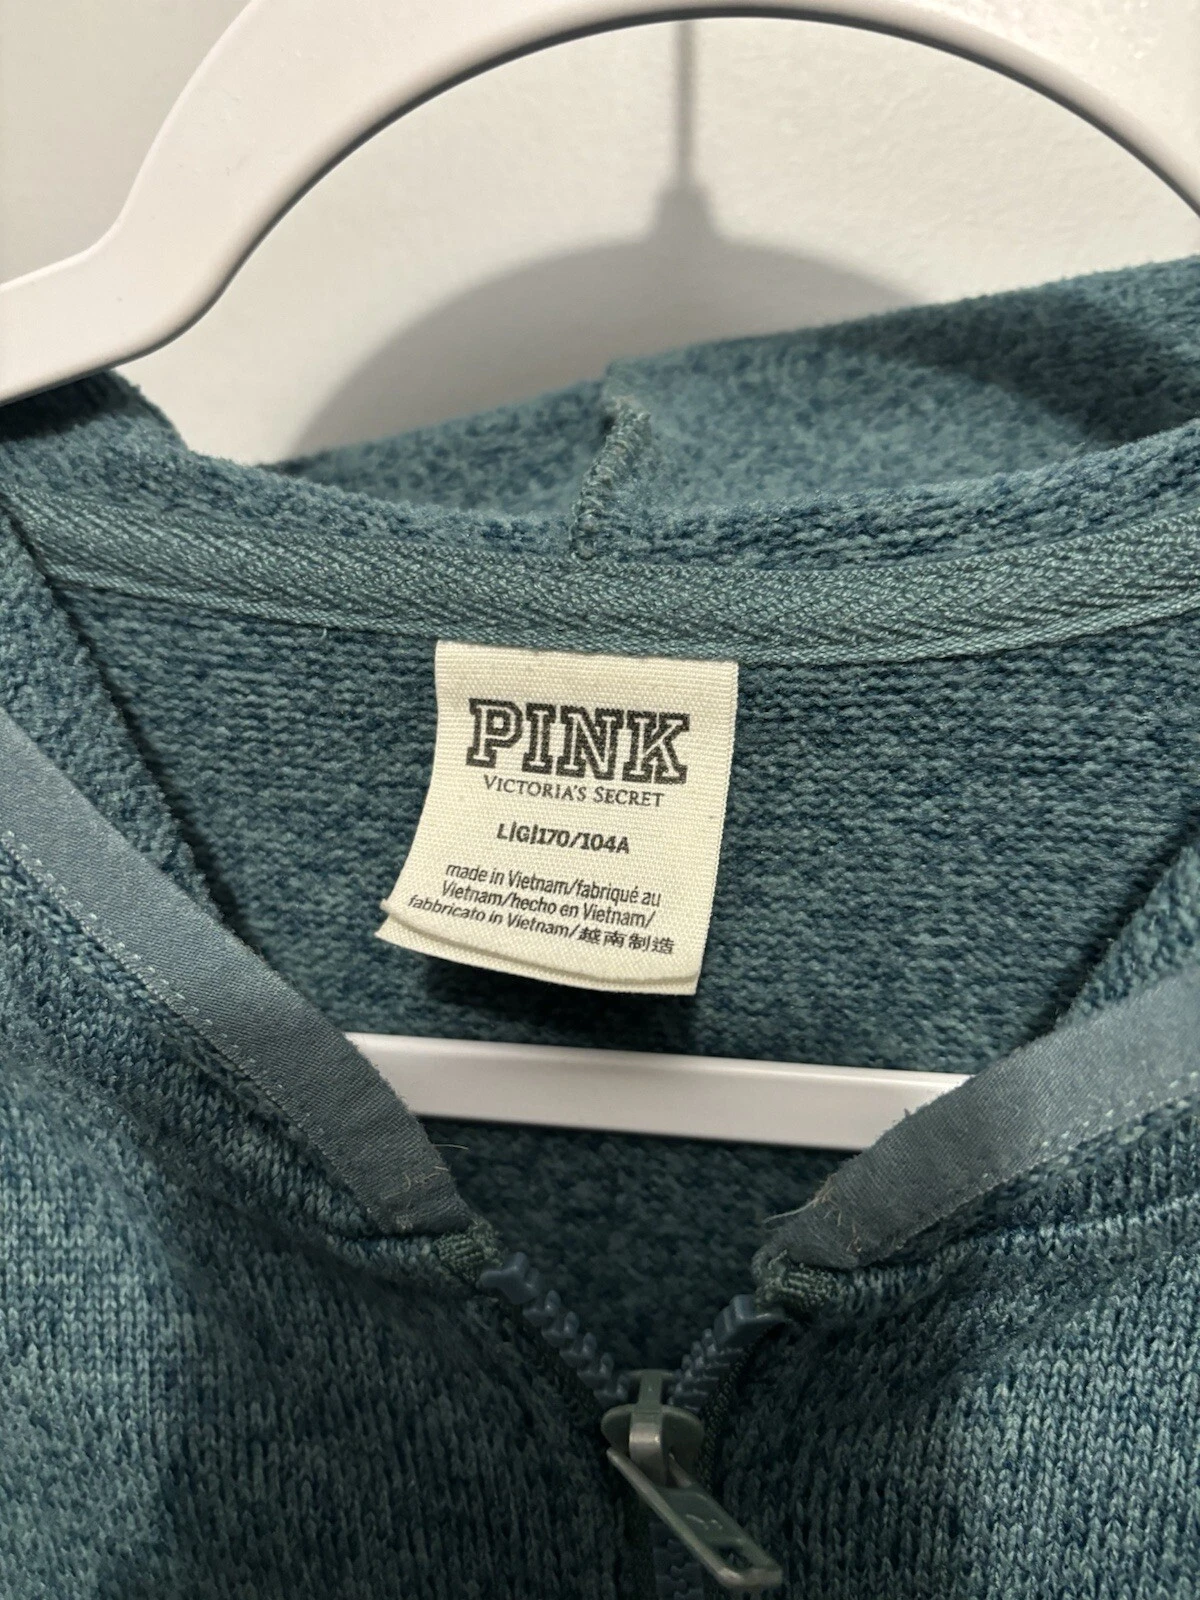 PINK
VICTORIA'S SECRET
L|G|170/104A
made in Vietnam/fabriqué au
Vietnam/hecho en Vietnam/
fabbricato in Vietnam/越南制造